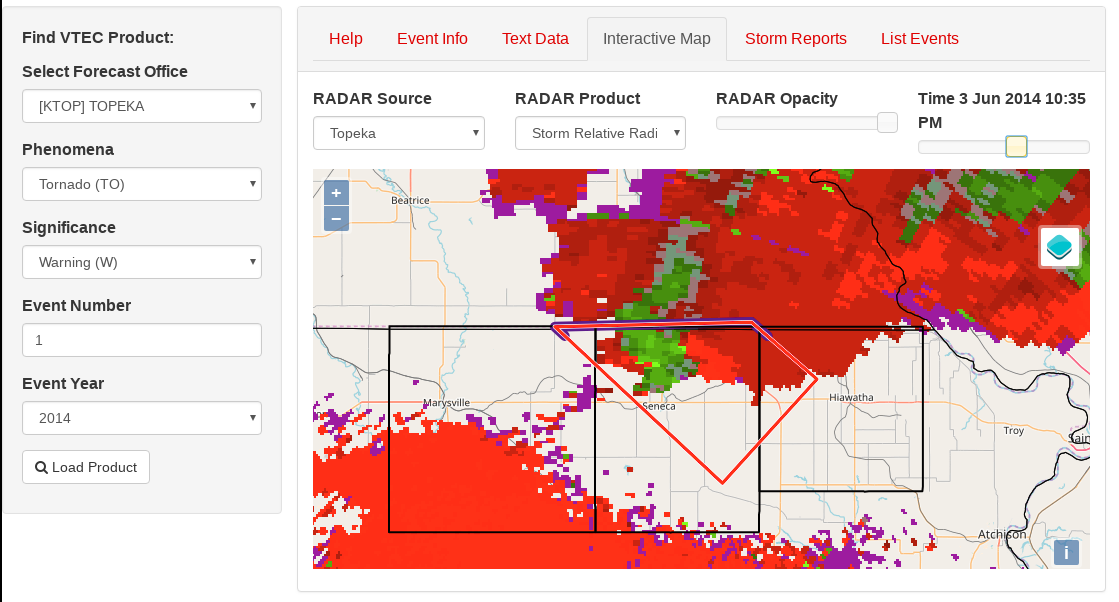 Find VTEC Product:
Select Forecast Office
[KTOP] TOPEKA
Phenomena
Tornado (TO)
Significance
Warning (W)
Event Number
1
Event Year
2014
Load Product
Help Event Info Text Data Interactive Map Storm Reports List Events
RADAR Source RADAR Product RADAR Opacity Time 3 Jun 2014 10:35
PM
Topeka Storm Relative Radi
+
−
i
Beatrice
Marysville
Seneca
Hiawatha
Troy
Sain
Atchison